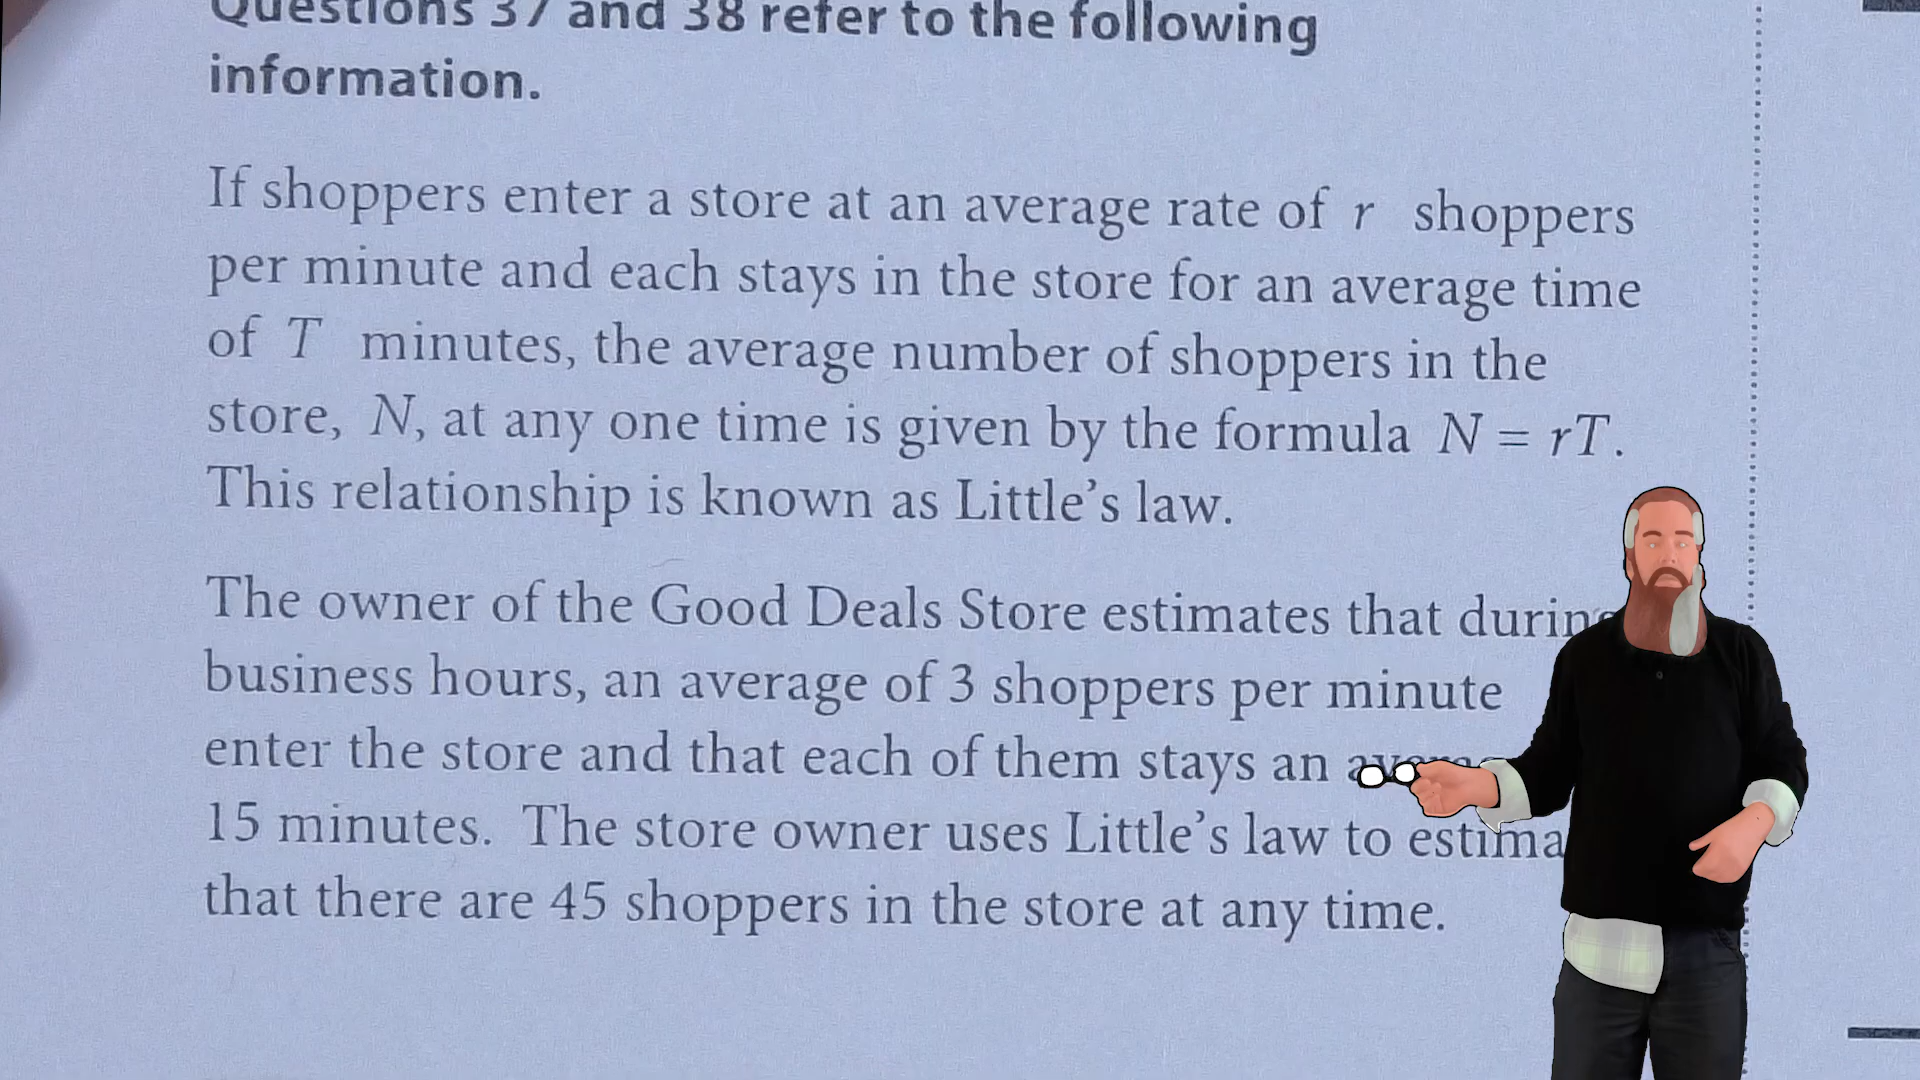 Questions 37 and 38 refer to the following
information.
If shoppers enter a store at an average rate of r shoppers
per minute and each stays in the store for an average time
of T minutes, the average number of shoppers in the
store, N, at any one time is given by the formula N = rT.
This relationship is known as Little's law.
The owner of the Good Deals Store estimates that during
business hours, an average of 3 shoppers per minute
enter the store and that each of them stays an
15 minutes. The store owner uses Little's law to
that there are 45 shoppers in the store at any time.